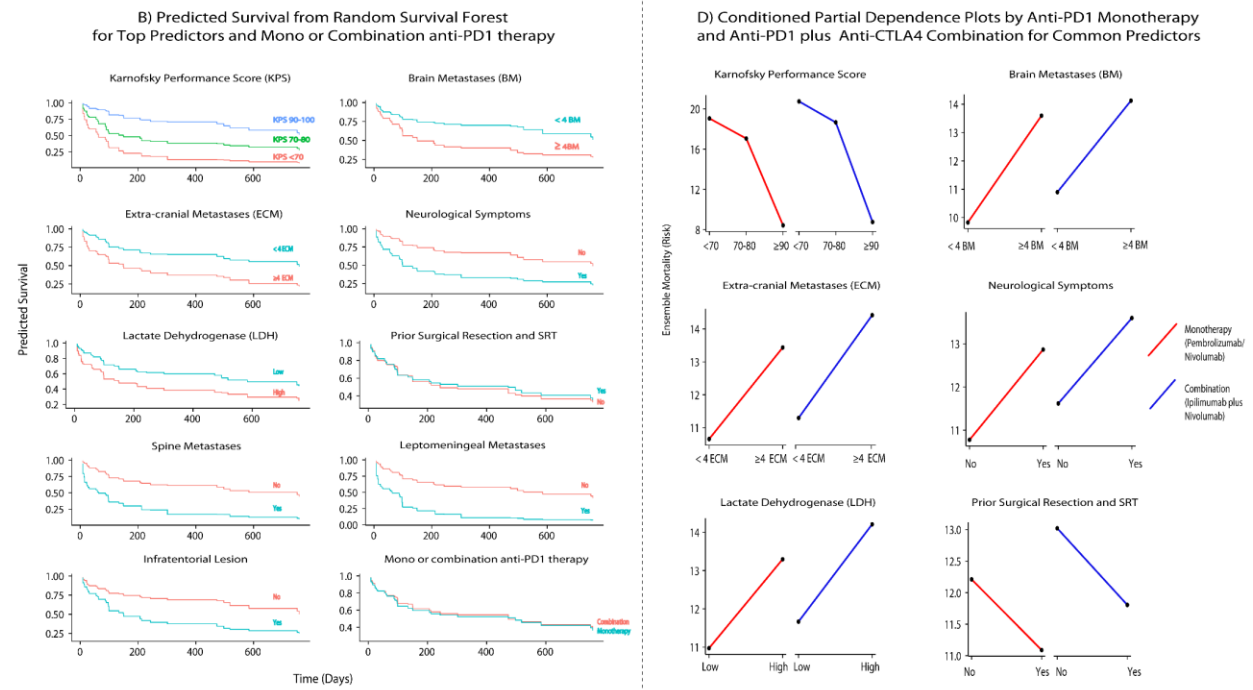 B) Predicted Survival from Random Survival Forest
for Top Predictors and Mono or Combination anti-PD1 therapy
Predicted Survival
Karnofsky Performance Score (KPS)
1.00
0.75
0.50
0.25
KPS 90-100
KPS 70-80
KPS <70
0 200 400 600
Brain Metastases (BM)
1.00
0.75
0.50
0.25
< 4 BM
≥ 4BM
0 200 400 600
Extra-cranial Metastases (ECM)
1.00
0.75
0.50
0.25
<4 ECM
≥4 ECM
0 200 400 600
Neurological Symptoms
1.00
0.75
0.50
0.25
No
Yes
0 200 400 600
Lactate Dehydrogenase (LDH)
1.0
0.8
0.6
0.4
0.2
Low
High
0 200 400 600
Prior Surgical Resection and SRT
1.0
0.8
0.6
0.4
Yes
No
0 200 400 600
Spine Metastases
1.00
0.75
0.50
0.25
No
Yes
0 200 400 600
Leptomeningeal Metastases
1.00
0.75
0.50
0.25
0.00
No
Yes
0 200 400 600
Infratentorial Lesion
1.00
0.75
0.50
0.25
No
Yes
0 200 400 600
Mono or combination anti-PD1 therapy
1.0
0.8
0.6
0.4
Combination
Monotherapy
0 200 400 600
Time (Days)
D) Conditioned Partial Dependence Plots by Anti-PD1 Monotherapy
and Anti-PD1 plus Anti-CTLA4 Combination for Common Predictors
Ensemble Mortality (Risk)
Karnofsky Performance Score
20
16
12
8
<70 70-80 ≥90 <70 70-80 ≥90
Brain Metastases (BM)
14
13
12
11
10
< 4 BM ≥4 BM < 4 BM ≥4 BM
Extra-cranial Metastases (ECM)
14
13
12
11
< 4 ECM ≥4 ECM < 4 ECM ≥4 ECM
Neurological Symptoms
13
12
11
No Yes No Yes
Monotherapy
(Pembrolizumab/
Nivolumab)
Combination
(Ipilimumab plus
Nivolumab)
Lactate Dehydrogenase (LDH)
14
13
12
11
Low High Low High
Prior Surgical Resection and SRT
13.0
12.5
12.0
11.5
11.0
No Yes No Yes